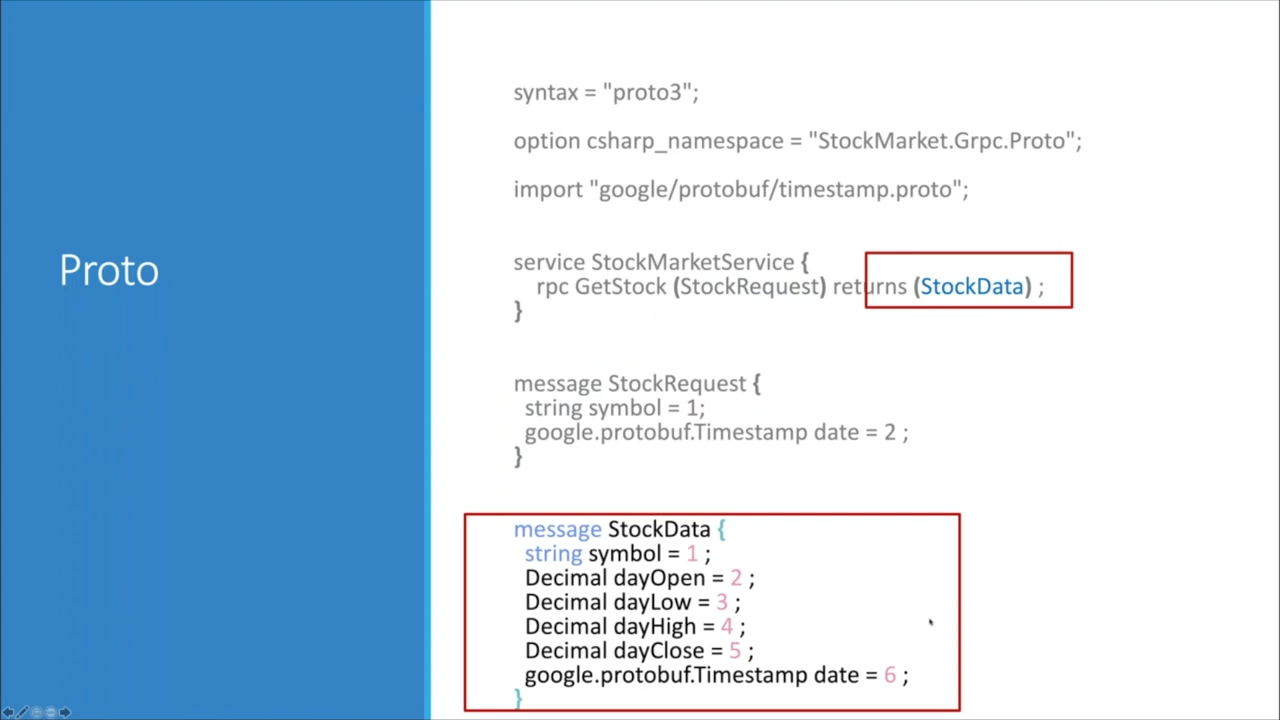 Proto
syntax = "proto3";
option csharp_namespace = "StockMarket.Grpc.Proto";
import "google/protobuf/timestamp.proto";
service StockMarketService {
rpc GetStock (StockRequest) returns (StockData) ;
}
message StockRequest {
string symbol = 1;
google.protobuf.Timestamp date = 2 ;
}
message StockData {
string symbol = 1 ;
Decimal dayOpen = 2 ;
Decimal dayLow = 3 ;
Decimal dayHigh = 4 ;
Decimal dayClose = 5 ;
google.protobuf.Timestamp date = 6 ;
}